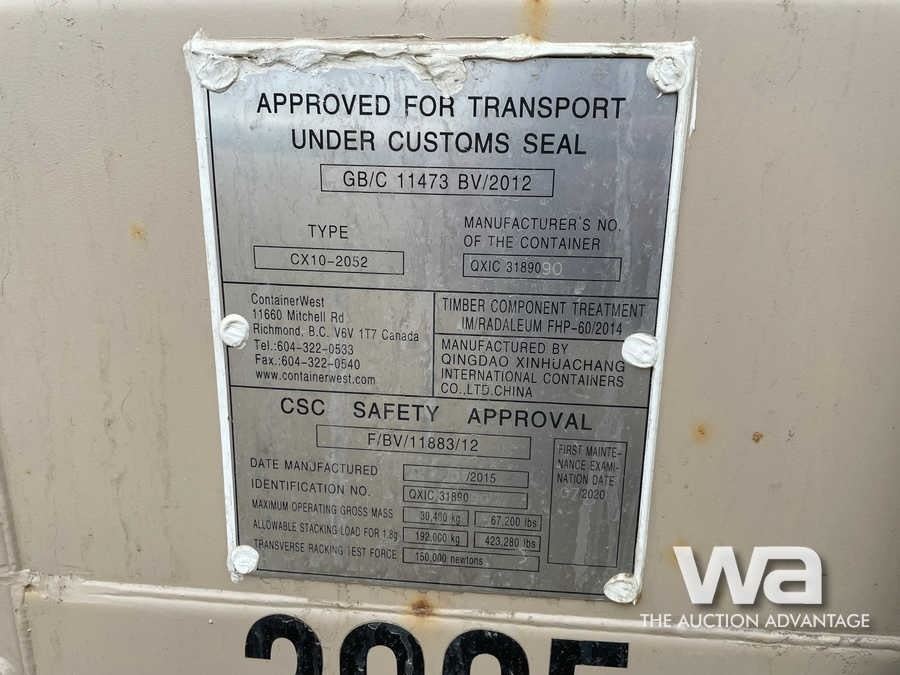 APPROVED FOR TRANSPORT
UNDER CUSTOMS SEAL
GB/C 11473 BV/2012
TYPE
CX10-2052
MANUFACTURER'S NO.
OF THE CONTAINER
QXIC 3189090
ContainerWest
11660 Mitchell Rd
Richmond, B.C. V6V 1T7 Canada
Tel.:604-322-0533
Fax.:604-322-0540
www.containerwest.com
TIMBER COMPONENT TREATMENT
IM/RADALEUM FHP-60/2014
MANUFACTURED BY
QINGDAO XINHUACHANG
INTERNATIONAL CONTAINERS
CO.,LTD.CHINA
CSC SAFETY APPROVAL
F/BV/11883/12
DATE MANUFACTURED /2015
IDENTIFICATION NO. QXIC 31890
MAXIMUM OPERATING GROSS MASS 30,480 kg 67,200 lbs
ALLOWABLE STACKING LOAD FOR 1.8g 192,000 kg 423,280 lbs
TRANSVERSE RACKING TEST FORCE 150,000 newtons
FIRST MAINTE-
NANCE EXAMI-
NATION DATE
/2020
wa
THE AUCTION ADVANTAGE